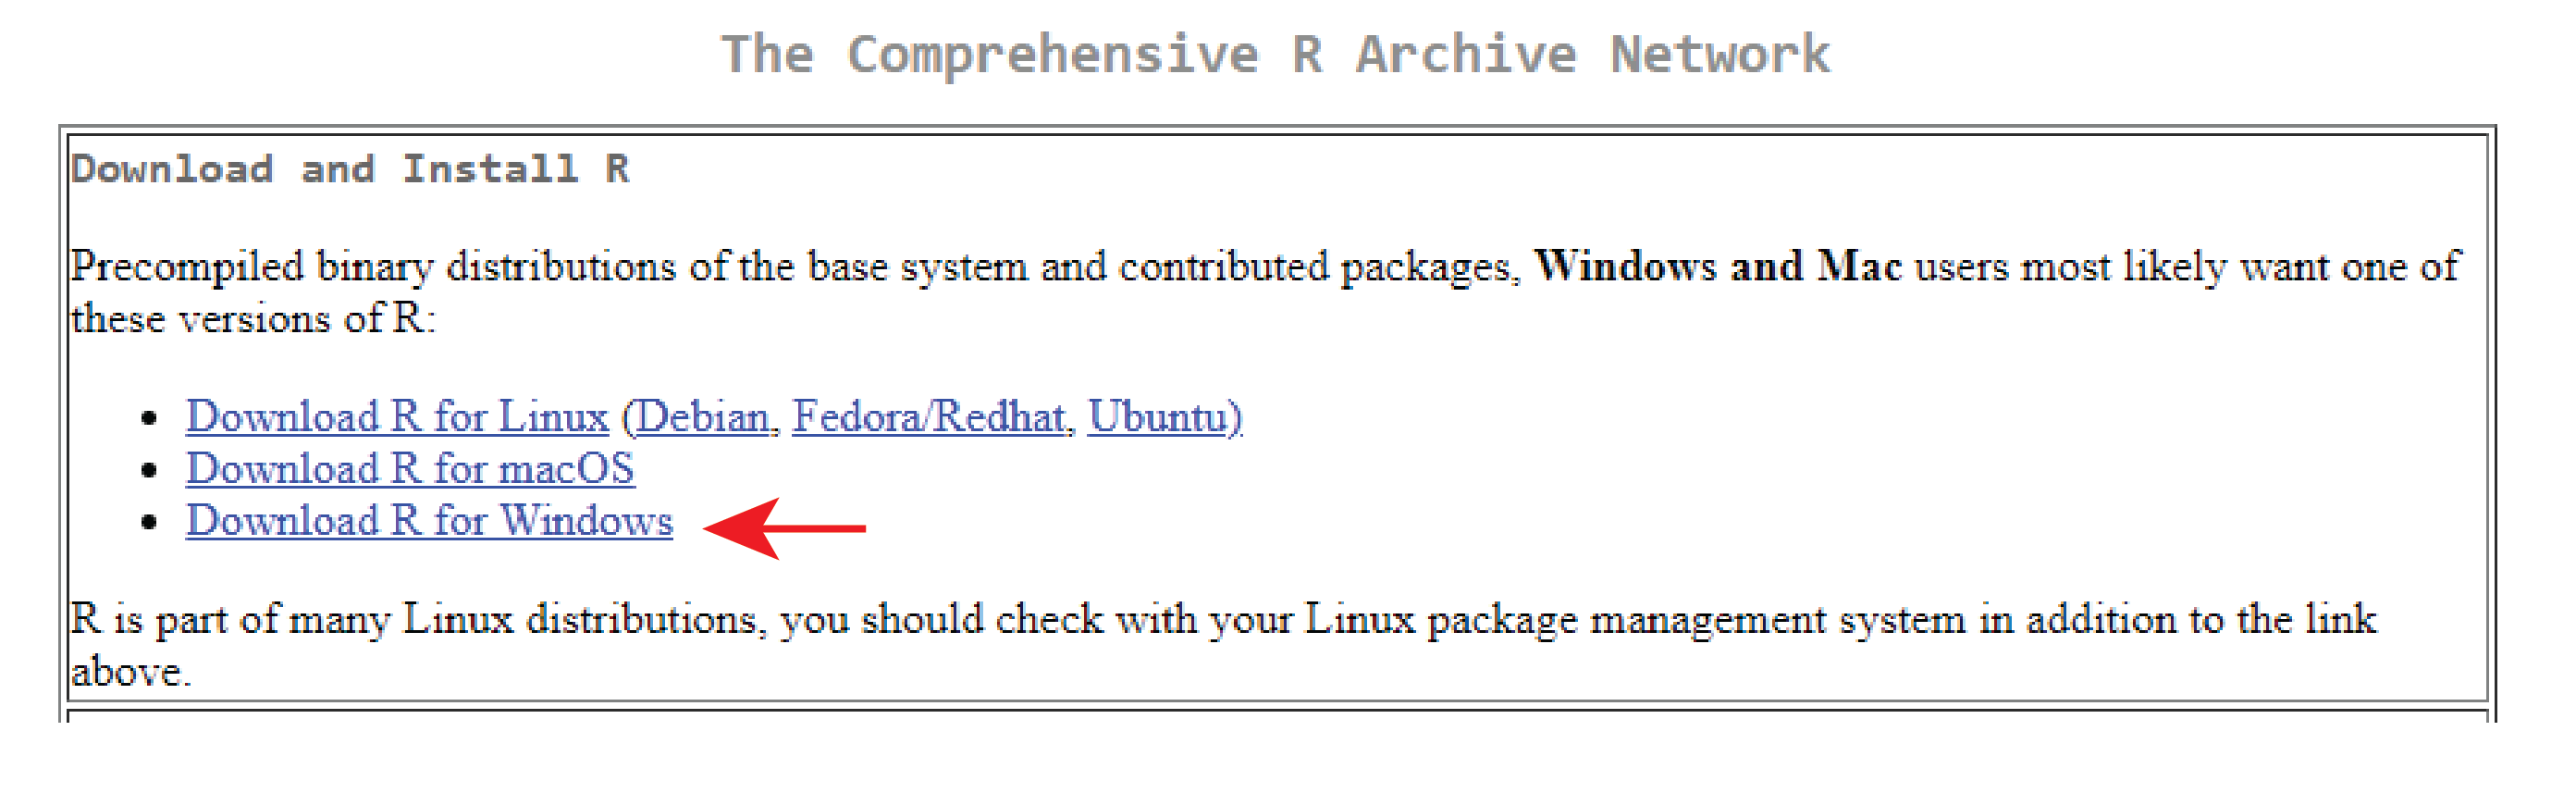 The Comprehensive R Archive Network
Download and Install R
Precompiled binary distributions of the base system and contributed packages, Windows and Mac users most likely want one of
these versions of R:
• Download R for Linux (Debian, Fedora/Redhat, Ubuntu)
• Download R for macOS
• Download R for Windows
R is part of many Linux distributions, you should check with your Linux package management system in addition to the link
above.